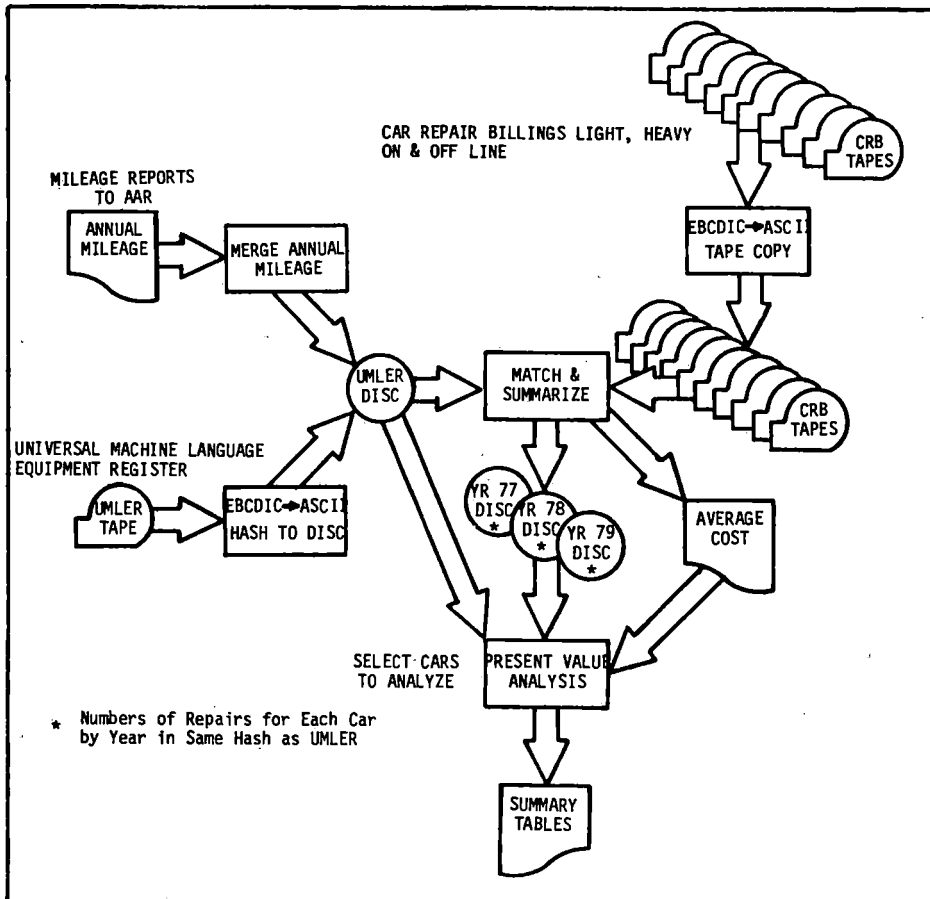 CAR REPAIR BILLINGS LIGHT, HEAVY
ON & OFF LINE
CRB
TAPES
MILEAGE REPORTS
TO AAR
ANNUAL
MILEAGE
MERGE ANNUAL
MILEAGE
EBCDIC→ASCII
TAPE COPY
UMLER
DISC
MATCH &
SUMMARIZE
CRB
TAPES
UNIVERSAL MACHINE LANGUAGE
EQUIPMENT REGISTER
UMLER
TAPE
EBCDIC→ASCII
HASH TO DISC
YR 77
DISC
*
YR 78
DISC
*
YR 79
DISC
*
AVERAGE
COST
SELECT CARS
TO ANALYZE
PRESENT VALUE
ANALYSIS
* Numbers of Repairs for Each Car
by Year in Same Hash as UMLER
SUMMARY
TABLES